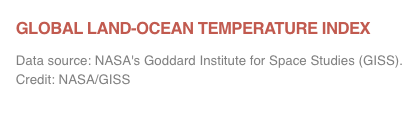 GLOBAL LAND-OCEAN TEMPERATURE INDEX
Data source: NASA's Goddard Institute for Space Studies (GISS).
Credit: NASA/GISS